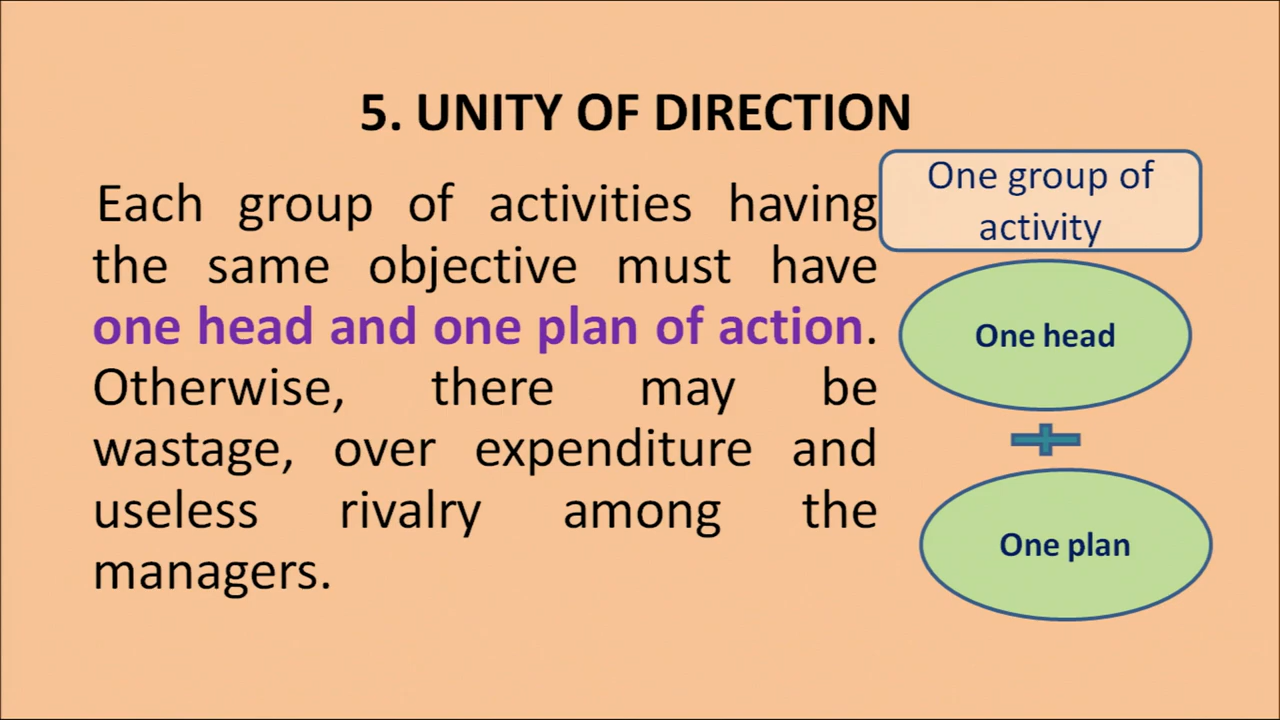 5. UNITY OF DIRECTION
Each group of activities having
the same objective must have
one head and one plan of action.
Otherwise, there may be
wastage, over expenditure and
useless rivalry among the
managers.
One group of
activity
One head
One plan